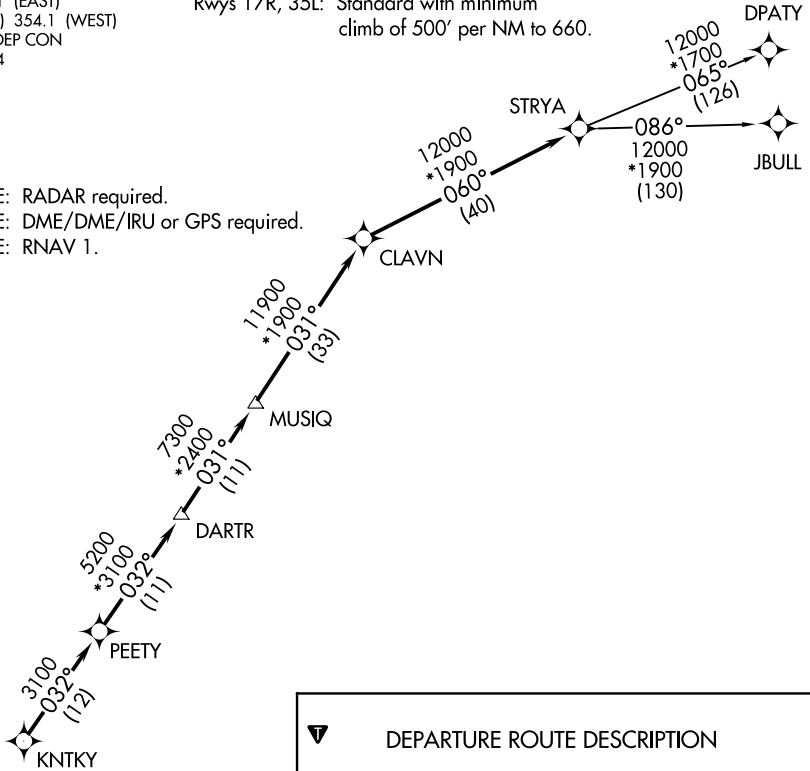 (EAST)
) 354.1 (WEST)
DEP CON
4
Rwys 17R, 35L: Standard with minimum
climb of 500' per NM to 660.
E: RADAR required.
E: DME/DME/IRU or GPS required.
E: RNAV 1.
DPATY
12000
*1700
065°
(126)
STRYA
086°
12000
*1900
(130)
JBULL
12000
*1900
060°
(40)
CLAVN
11900
*1900
031°
(33)
MUSIQ
7300
*2400
031°
(11)
DARTR
5200
*3100
032°
(11)
PEETY
3100
032°
(12)
KNTKY
T
DEPARTURE ROUTE DESCRIPTION